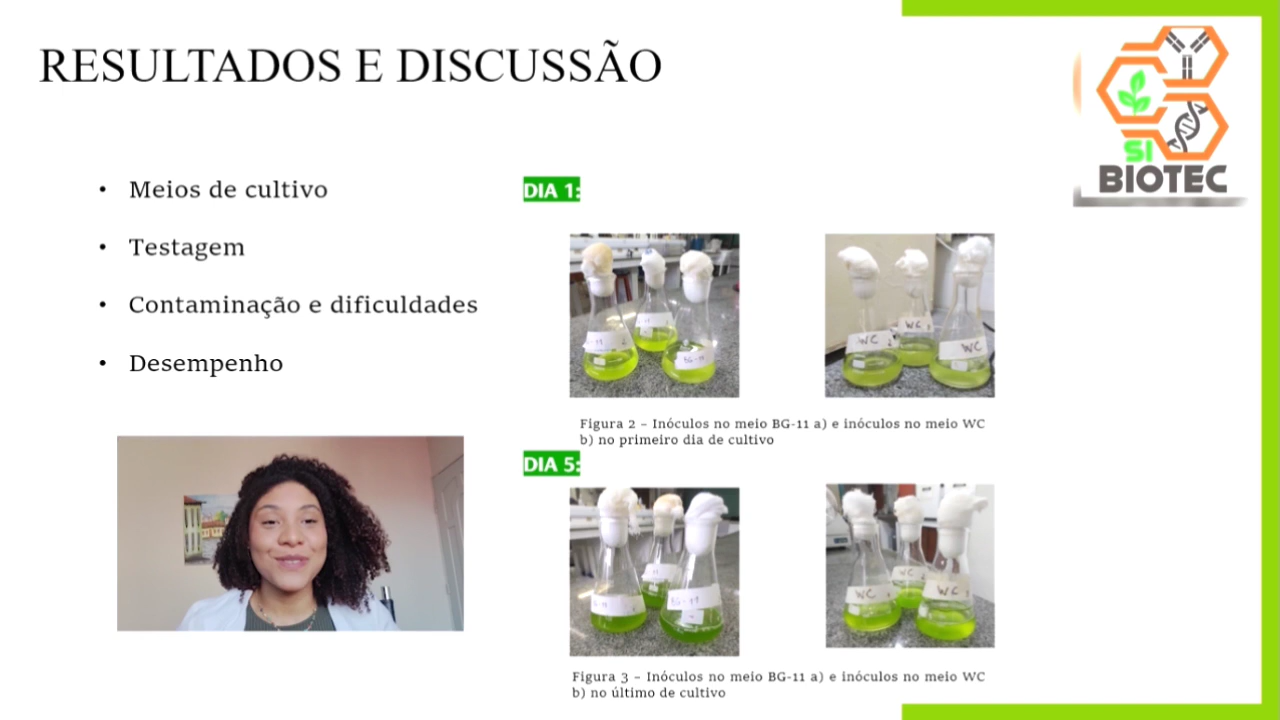 RESULTADOS E DISCUSSÃO
SI
BIOTEC
• Meios de cultivo
• Testagem
• Contaminação e dificuldades
• Desempenho
DIA 1:
BG-11
WC
WC
WC
Figura 2 – Inóculos no meio BG-11 a) e inóculos no meio WC
b) no primeiro dia de cultivo
DIA 5:
BG-11
WC
WC
Figura 3 – Inóculos no meio BG-11 a) e inóculos no meio WC
b) no último de cultivo